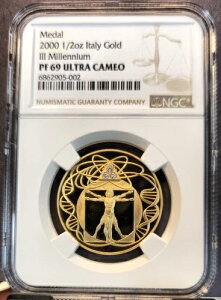 Medal
2000 1/2oz Italy Gold
III Millennium
PF 69 ULTRA CAMEO
6862905-002
NUMISMATIC GUARANTY COMPANY
NGC